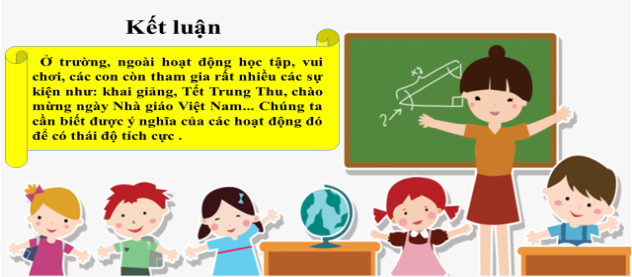 Kết luận
Ở trường, ngoài hoạt động học tập, vui
chơi, các con còn tham gia rất nhiều các sự
kiện như: khai giảng, Tết Trung Thu, chào
mừng ngày Nhà giáo Việt Nam... Chúng ta
cần biết được ý nghĩa của các hoạt động đó
để có thái độ tích cực .
?